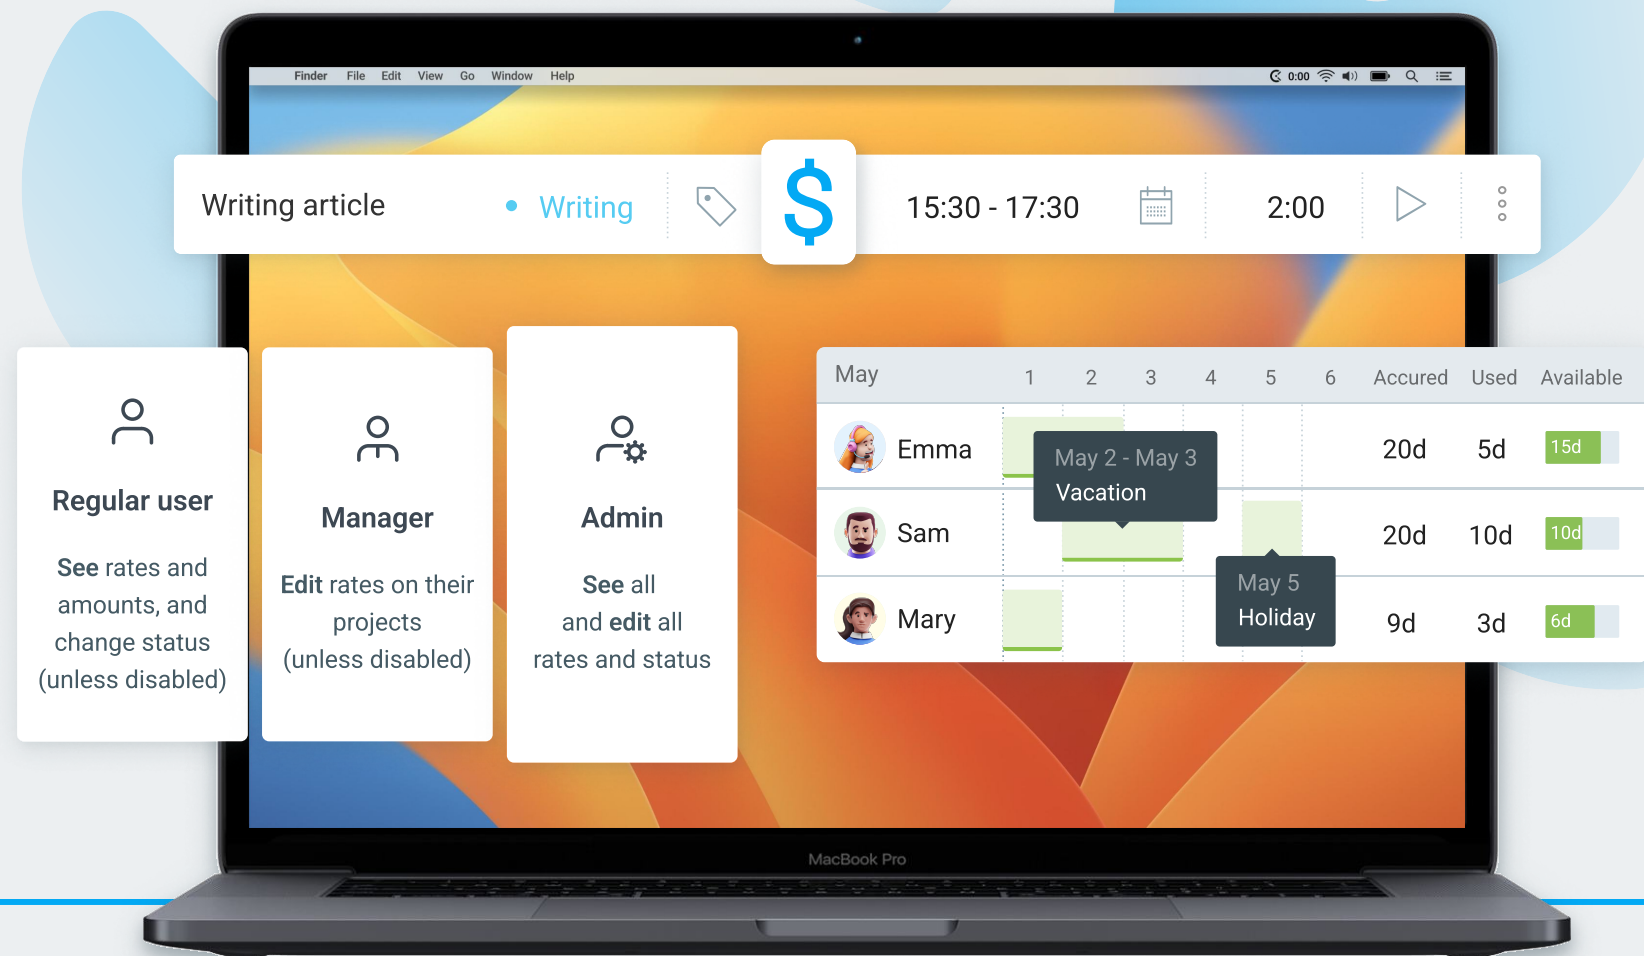 Finder File Edit View Go Window Help 0:00
Writing article Writing $ 15:30 - 17:30 2:00
Regular user
See rates and
amounts, and
change status
(unless disabled)
Manager
Edit rates on their
projects
(unless disabled)
Admin
See all
and edit all
rates and status
May 1 2 3 4 5 6 Accured Used Available
Emma 20d 5d 15d
May 2 - May 3
Vacation
Sam 20d 10d 10d
May 5
Holiday
Mary 9d 3d 6d
MacBook Pro